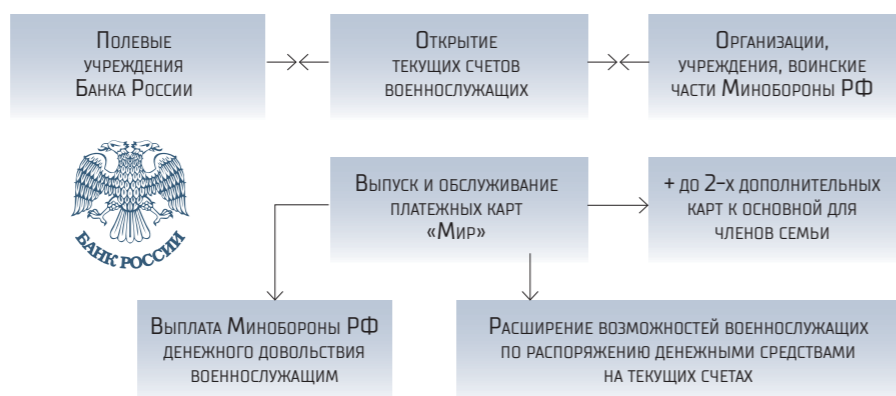 Полевые
учреждения
Банка России
Открытие
текущих счетов
военнослужащих
Организации,
учреждения, воинские
части Минобороны РФ
БАНК РОССИИ
Выпуск и обслуживание
платежных карт
«Мир»
+ до 2-х дополнительных
карт к основной для
членов семьи
Выплата Минобороны РФ
денежного довольствия
военнослужащим
Расширение возможностей военнослужащих
по распоряжению денежными средствами
на текущих счетах